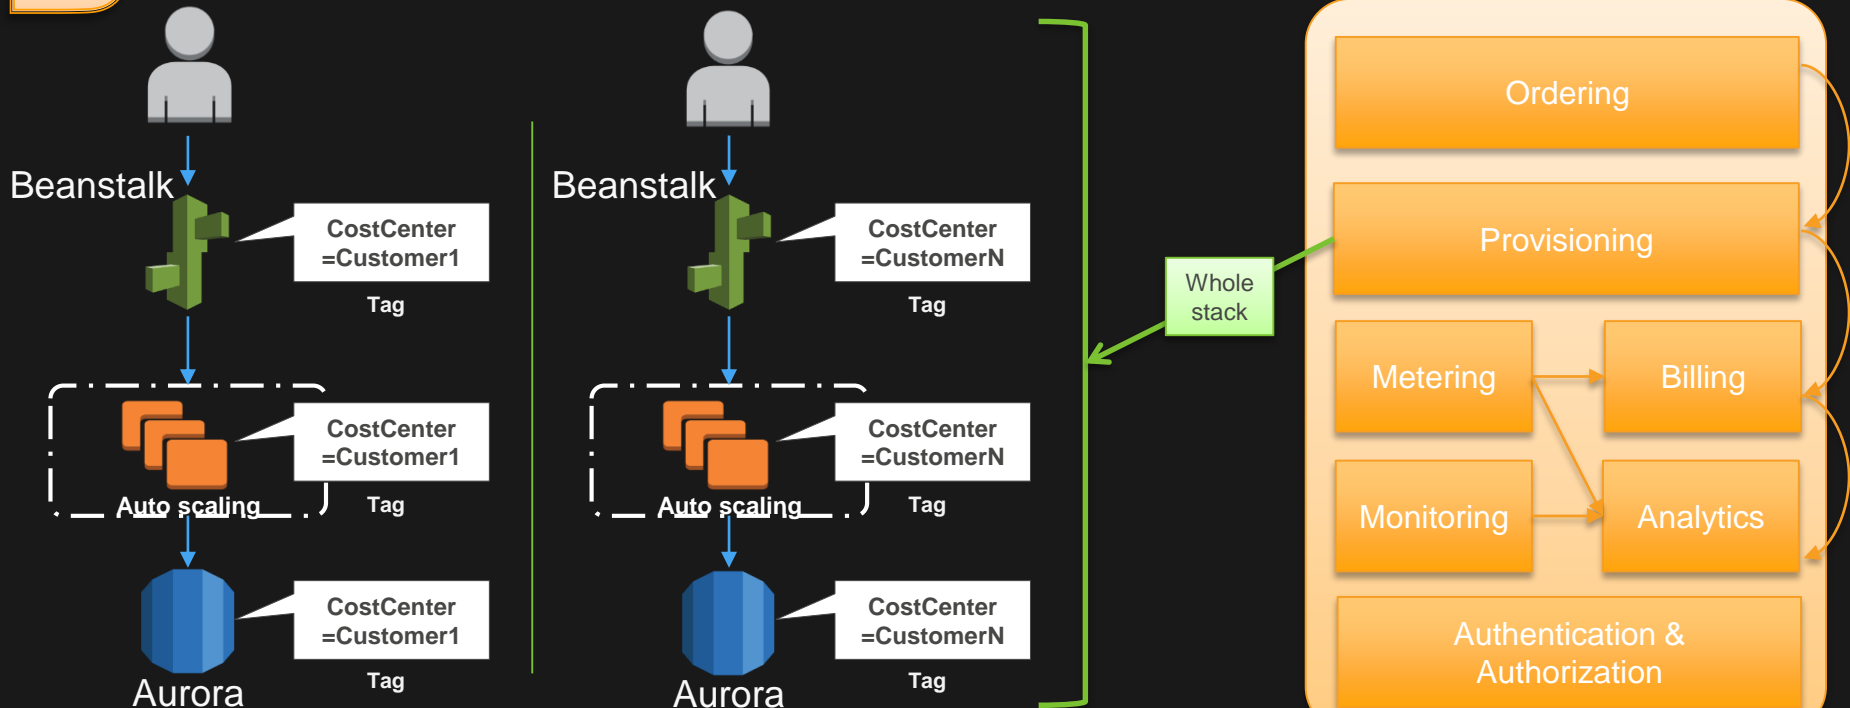 Beanstalk
CostCenter
=Customer1
Tag
CostCenter
=Customer1
Tag
Auto scaling
CostCenter
=Customer1
Tag
Aurora
Beanstalk
CostCenter
=CustomerN
Tag
CostCenter
=CustomerN
Tag
Auto scaling
CostCenter
=CustomerN
Tag
Aurora
Whole
stack
Ordering
Provisioning
Metering
Billing
Monitoring
Analytics
Authentication &
Authorization